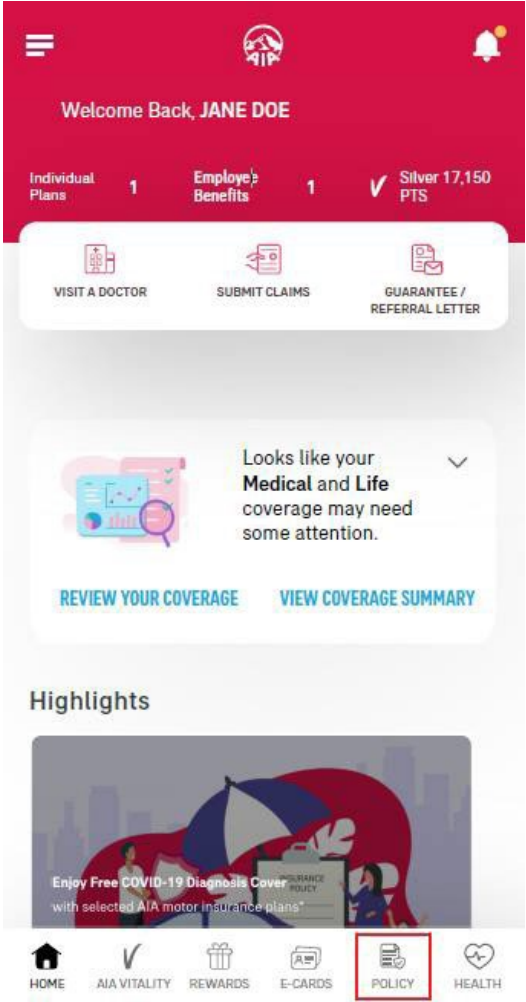 AIA
Welcome Back, JANE DOE
Individual
Plans
1
Employee
Benefits
1
Silver 17,150
PTS
VISIT A DOCTOR
SUBMIT CLAIMS
GUARANTEE /
REFERRAL LETTER
Looks like your
Medical and Life
coverage may need
some attention.
REVIEW YOUR COVERAGE
VIEW COVERAGE SUMMARY
Highlights
INSURANCE
POLICY
Enjoy Free COVID-19 Diagnosis Cover
with selected AIA motor insurance plans*
HOME
AIA VITALITY
REWARDS
E-CARDS
POLICY
HEALTH